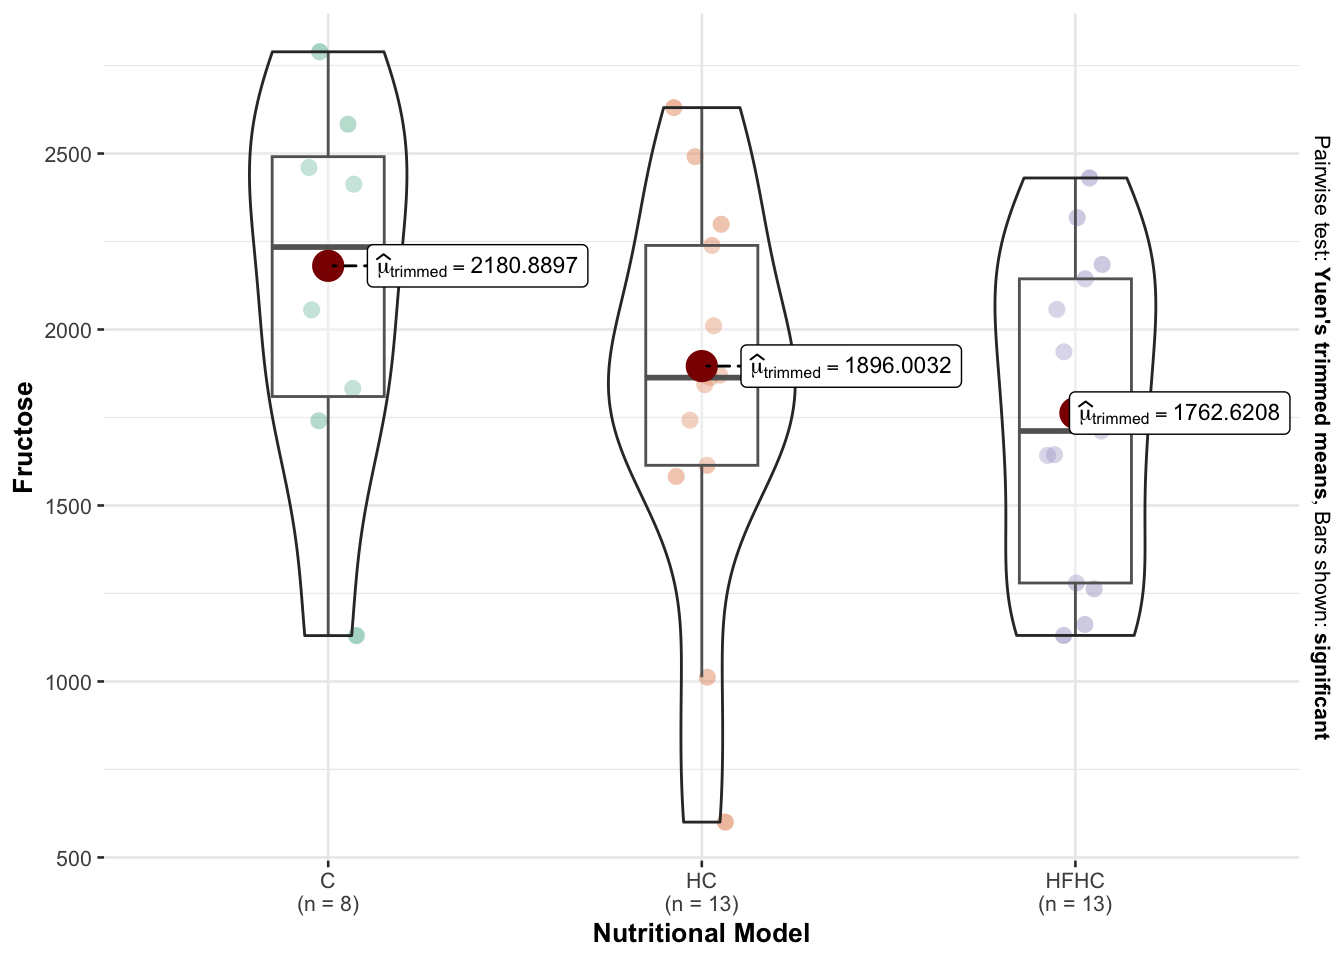 Fructose
2500
2000
1500
1000
500
μ̂trimmed = 2180.8897
μ̂trimmed = 1896.0032
μ̂trimmed = 1762.6208
C
(n = 8)
HC
(n = 13)
HFHC
(n = 13)
Nutritional Model
Pairwise test: Yuen's trimmed means, Bars shown: significant